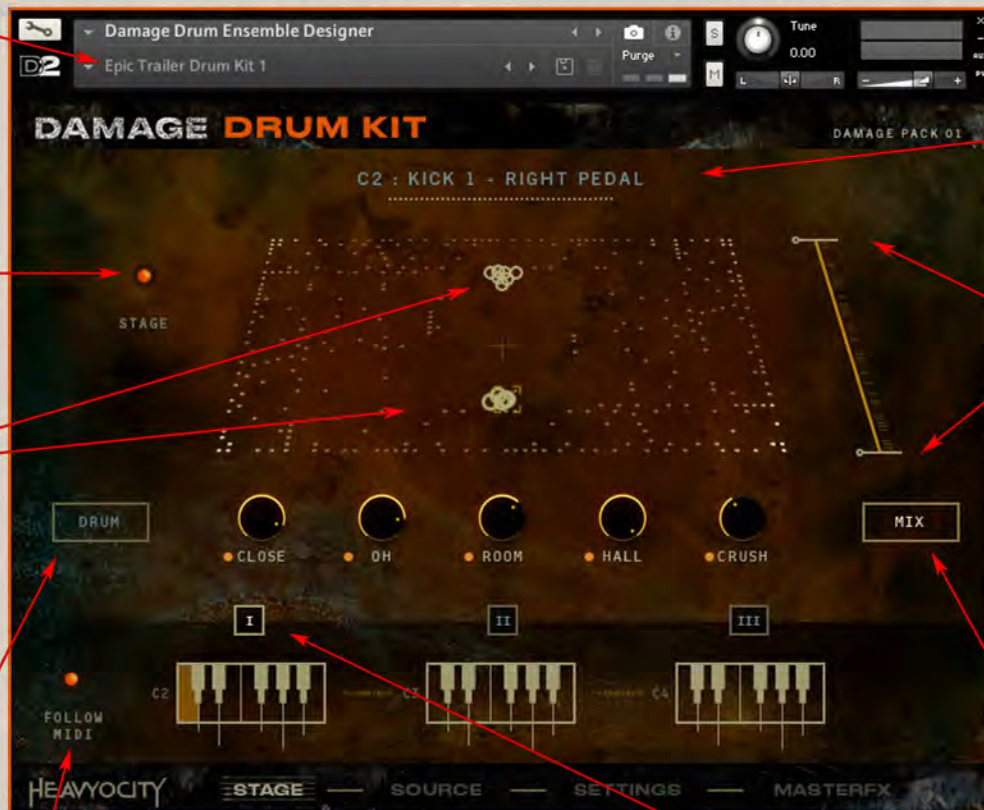 Damage Drum Ensemble Designer
Epic Trailer Drum Kit 1
Purge
S
M
Tune
0.00
L R
- +
D2
DAMAGE DRUM KIT
DAMAGE PACK 01
C2 : KICK 1 - RIGHT PEDAL
STAGE
DRUM
CLOSE
OH
ROOM
HALL
CRUSH
MIX
I
II
III
C2
C3
C4
FOLLOW
MIDI
HEAVYOCITY
STAGE — SOURCE — SETTINGS — MASTERFX